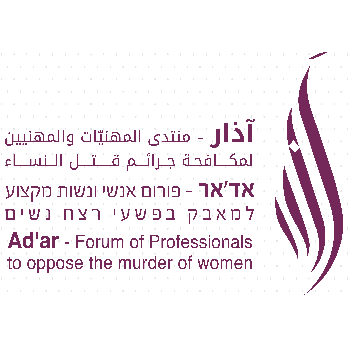 آذار - منتدى المهنيّات والمهنيين
لمكافحة جرائم قتل النساء
אד'אר - פורום אנשי ונשות מקצוע
למאבק בפשעי רצח נשים
Ad'ar - Forum of Professionals
to oppose the murder of women